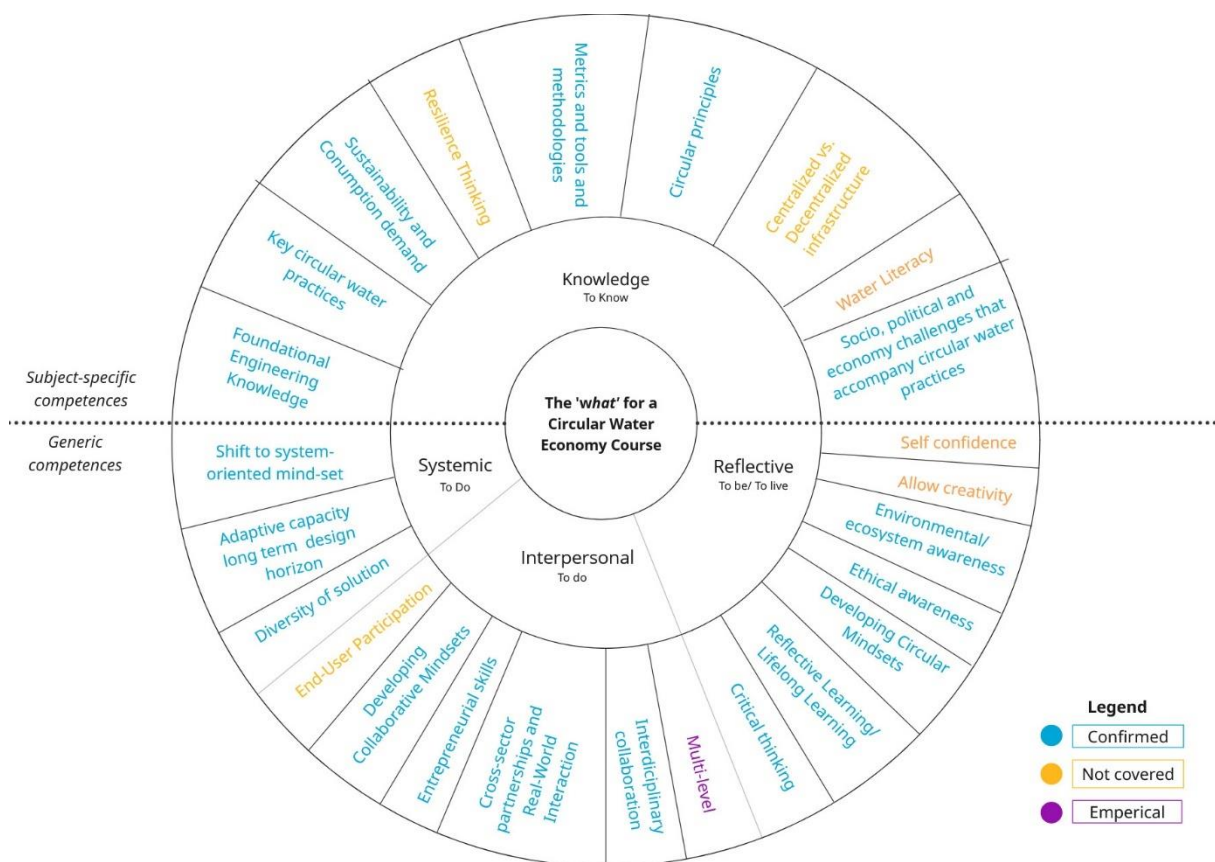 Metrics and tools and
methodologies
Circular principles
Centralized vs.
Decentralized
infrastructure
Water Literacy
Socio, political and
economy challenges that
accompany circular water
practices
Resilience Thinking
Sustainability and
Conumption demand
Key circular water
practices
Foundational
Engineering
Knowledge
Knowledge
To Know
Subject-specific
competences
Generic
competences
The 'what' for a
Circular Water
Economy Course
Systemic
To Do
Reflective
To be/ To live
Interpersonal
To do
Shift to system-
oriented mind-set
Adaptive capacity
long term design
horizon
Diversity of solution
End-User Participation
Developing
Collaborative Mindsets
Entrepreneurial skills
Cross-sector
partnerships and
Real-World
Interaction
Interdiciplinary
collaboration
Multi-level
Critical thinking
Reflective Learning/
Lifelong Learning
Developing Circular
Mindsets
Ethical awareness
Environmental/
ecosystem awareness
Allow creativity
Self confidence
Legend
Confirmed
Not covered
Emperical